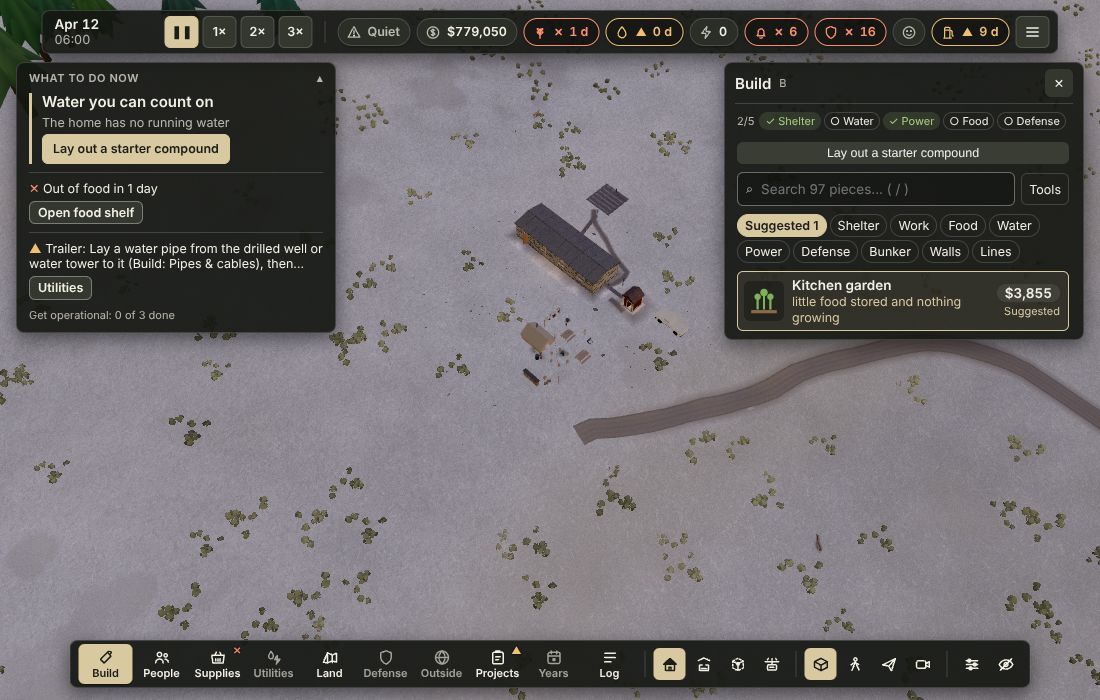 Apr 12
06:00
1×
2×
3×
Quiet
$779,050
× 1 d
▲ 0 d
0
× 6
× 16
▲ 9 d
WHAT TO DO NOW
Water you can count on
The home has no running water
Lay out a starter compound
× Out of food in 1 day
Open food shelf
▲ Trailer: Lay a water pipe from the drilled well or
water tower to it (Build: Pipes & cables), then...
Utilities
Get operational: 0 of 3 done
Build B
2/5 ✓ Shelter Water ✓ Power Food Defense
Lay out a starter compound
Search 97 pieces... ( / )
Tools
Suggested 1 Shelter Work Food Water
Power Defense Bunker Walls Lines
Kitchen garden
little food stored and nothing
growing
$3,855
Suggested
Build
People
Supplies
Utilities
Land
Defense
Outside
Projects
Years
Log